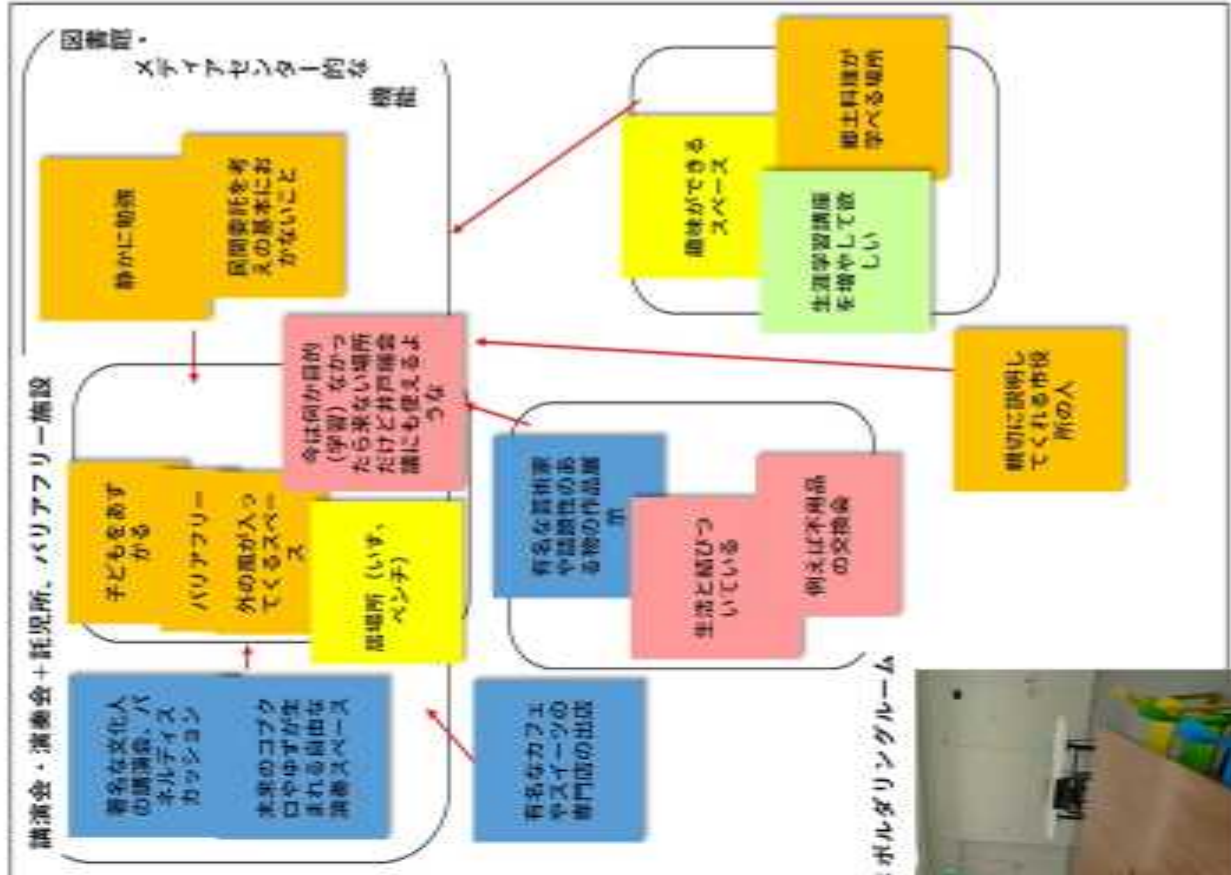 講演会・演奏会＋託児所、バリアフリー施設
図書館・
メディアセンター的な
機能
著名な文化人
の講演会、パ
ネルディス
カッション
未来のコブク
ロやゆずが生
まれる自由な
演奏スペース
子どもをあず
かる
バリアフリー
外の風が入っ
てくるスペー
ス
居場所（いす、
ベンチ）
今は何か目的
（学習）なかっ
たら来ない場所
だけど井戸端会
議にも使えるよ
うな
静かに勉強
民間委託を考
えの基本にお
かないこと
有名なカフェ
やスイーツの
専門店の出店
有名な芸術家
や話題性のあ
る物の作品展
示
生活と結びつ
いている
例えば不用品
の交換会
趣味ができる
スペース
生涯学習講座
を増やして欲
しい
郷土料理が
学べる場所
親切に説明し
てくれる市役
所の人
ボルダリングルーム